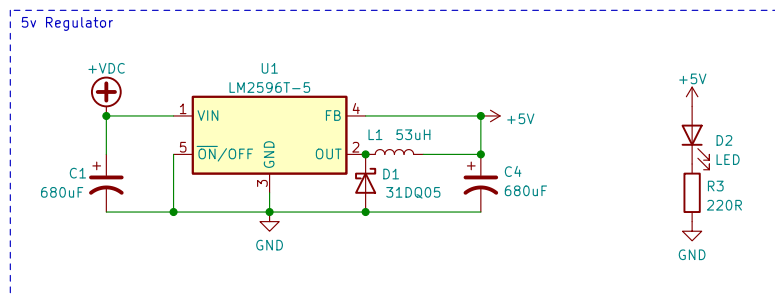 5v Regulator
+VDC
U1
LM2596T-5
1
VIN
FB
4
+5V
5
ON/OFF
GND
OUT
2
3
L1 53uH
C1
680uF
D1
31DQ05
C4
680uF
GND
+5V
D2
LED
R3
220R
GND